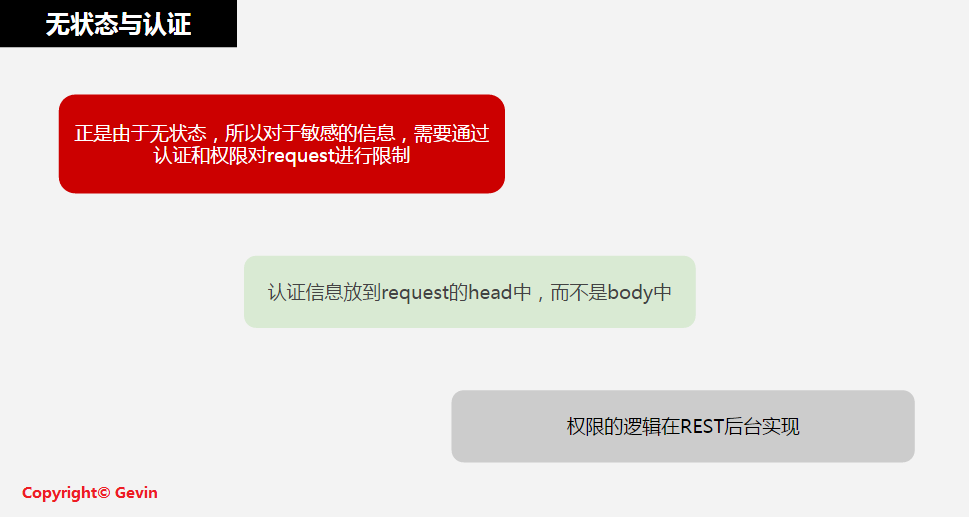 无状态与认证
正是由于无状态，所以对于敏感的信息，需要通过
认证和权限对request进行限制
认证信息放到request的head中，而不是body中
权限的逻辑在REST后台实现
Copyright© Gevin